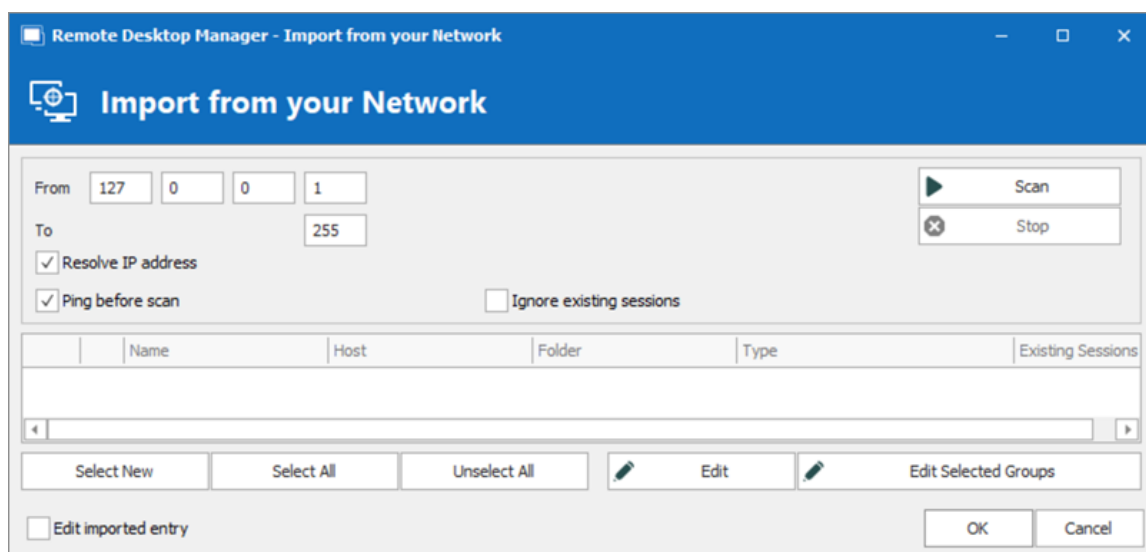 Remote Desktop Manager - Import from your Network
Import from your Network
From 127 0 0 1 Scan
To 255 Stop
Resolve IP address
Ping before scan Ignore existing sessions
Name Host Folder Type Existing Sessions
Select New Select All Unselect All Edit Edit Selected Groups
Edit imported entry OK Cancel